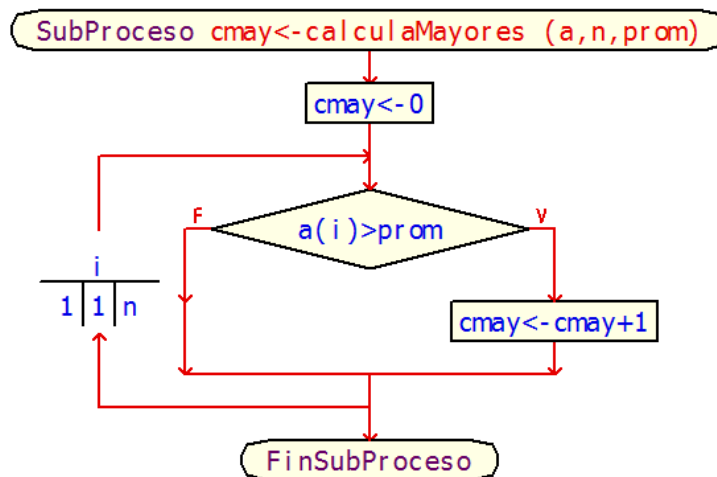 SubProceso cmay<-calculaMayores (a,n,prom)
cmay<-0
F
V
a(i)>prom
i
1 1 n
cmay<-cmay+1
FinSubProceso